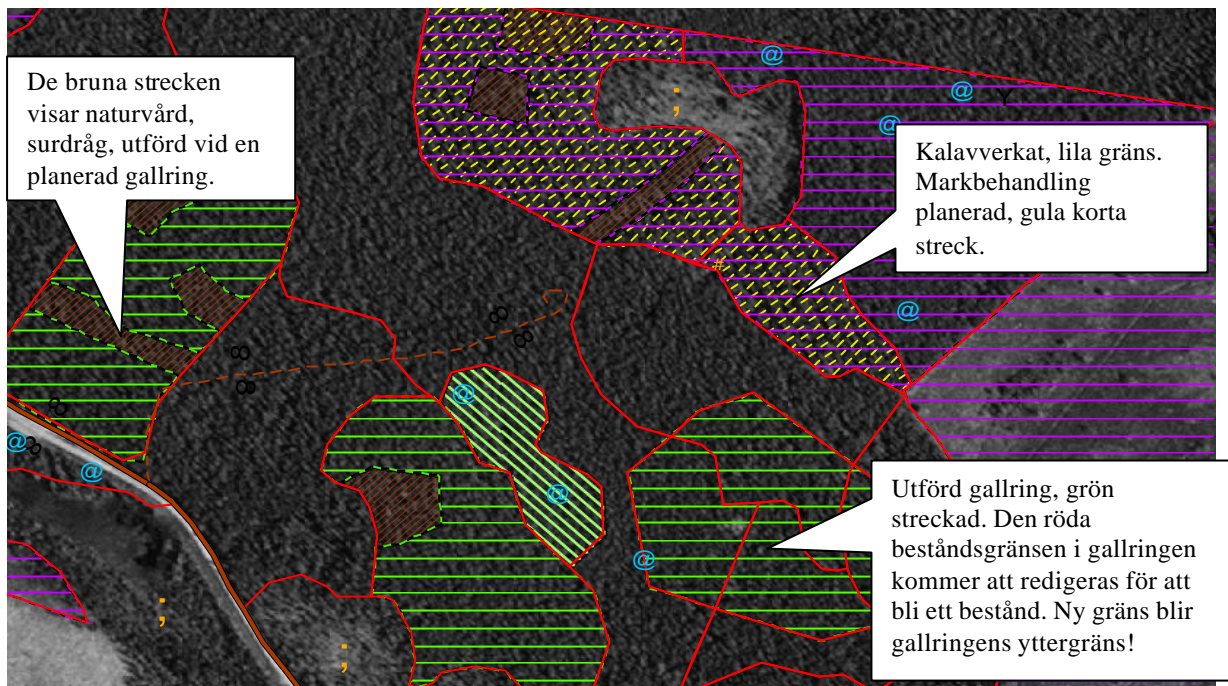 De bruna strecken
visar naturvård,
surdråg, utförd vid en
planerad gallring.
Kalavverkat, lila gräns.
Markbehandling
planerad, gula korta
streck.
Utförd gallring, grön
streckad. Den röda
beståndsgränsen i gallringen
kommer att redigeras för att
bli ett bestånd. Ny gräns blir
gallringens yttergräns!